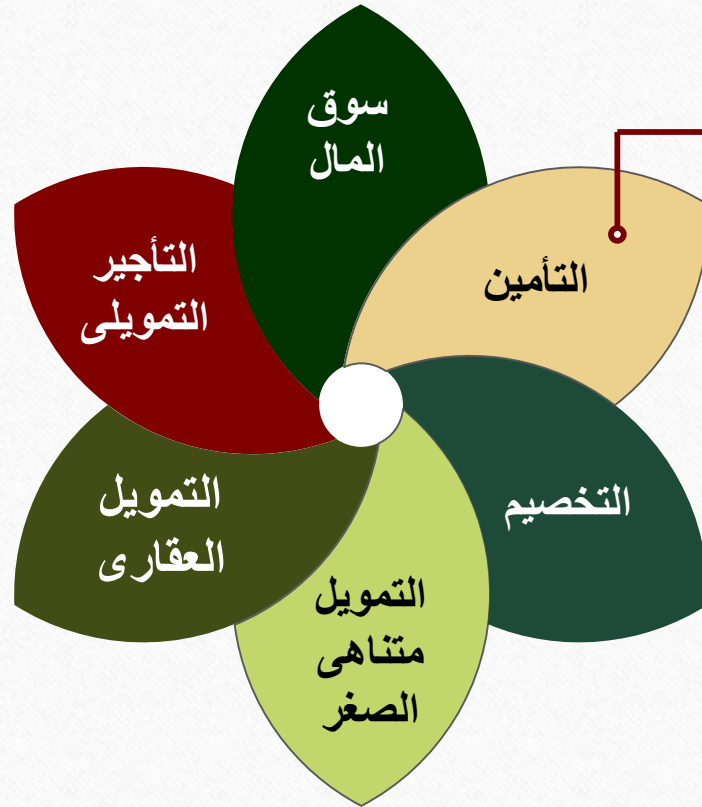 سوق
المال
التأمين
التخصيم
التمويل
متناهى
الصغر
التمويل
العقارى
التأجير
التمويلى